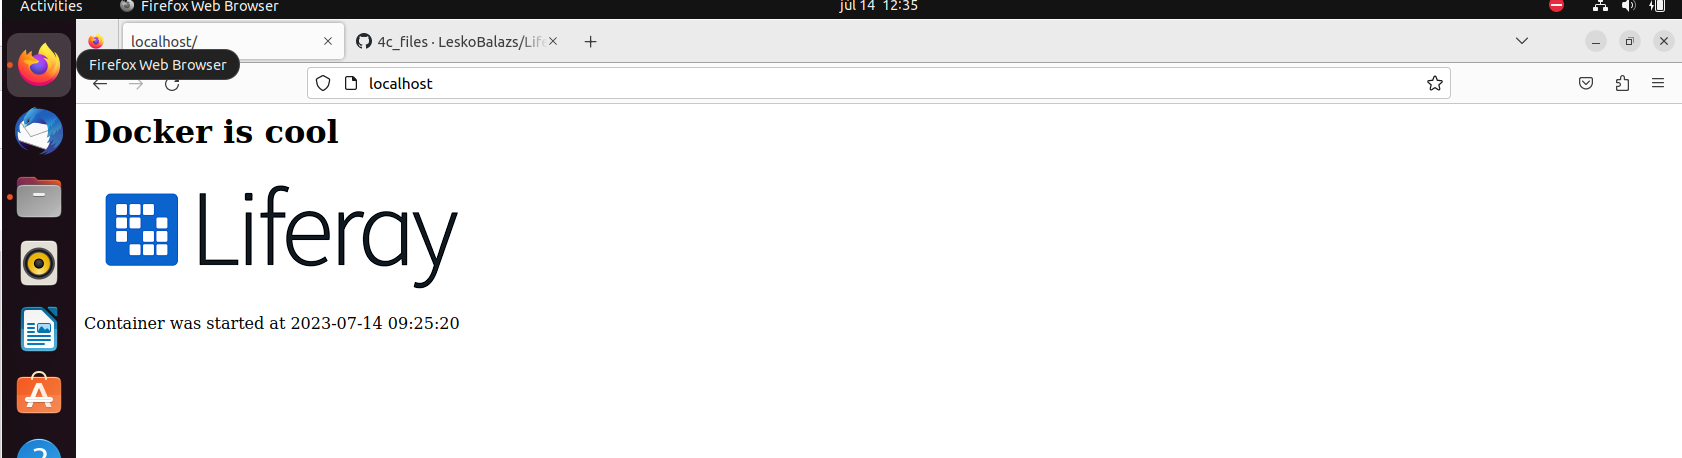 Activities
Firefox Web Browser
júl 14 12:35
localhost/
4c_files · LeskoBalazs/Life
Firefox Web Browser
localhost
Docker is cool
Liferay
Container was started at 2023-07-14 09:25:20